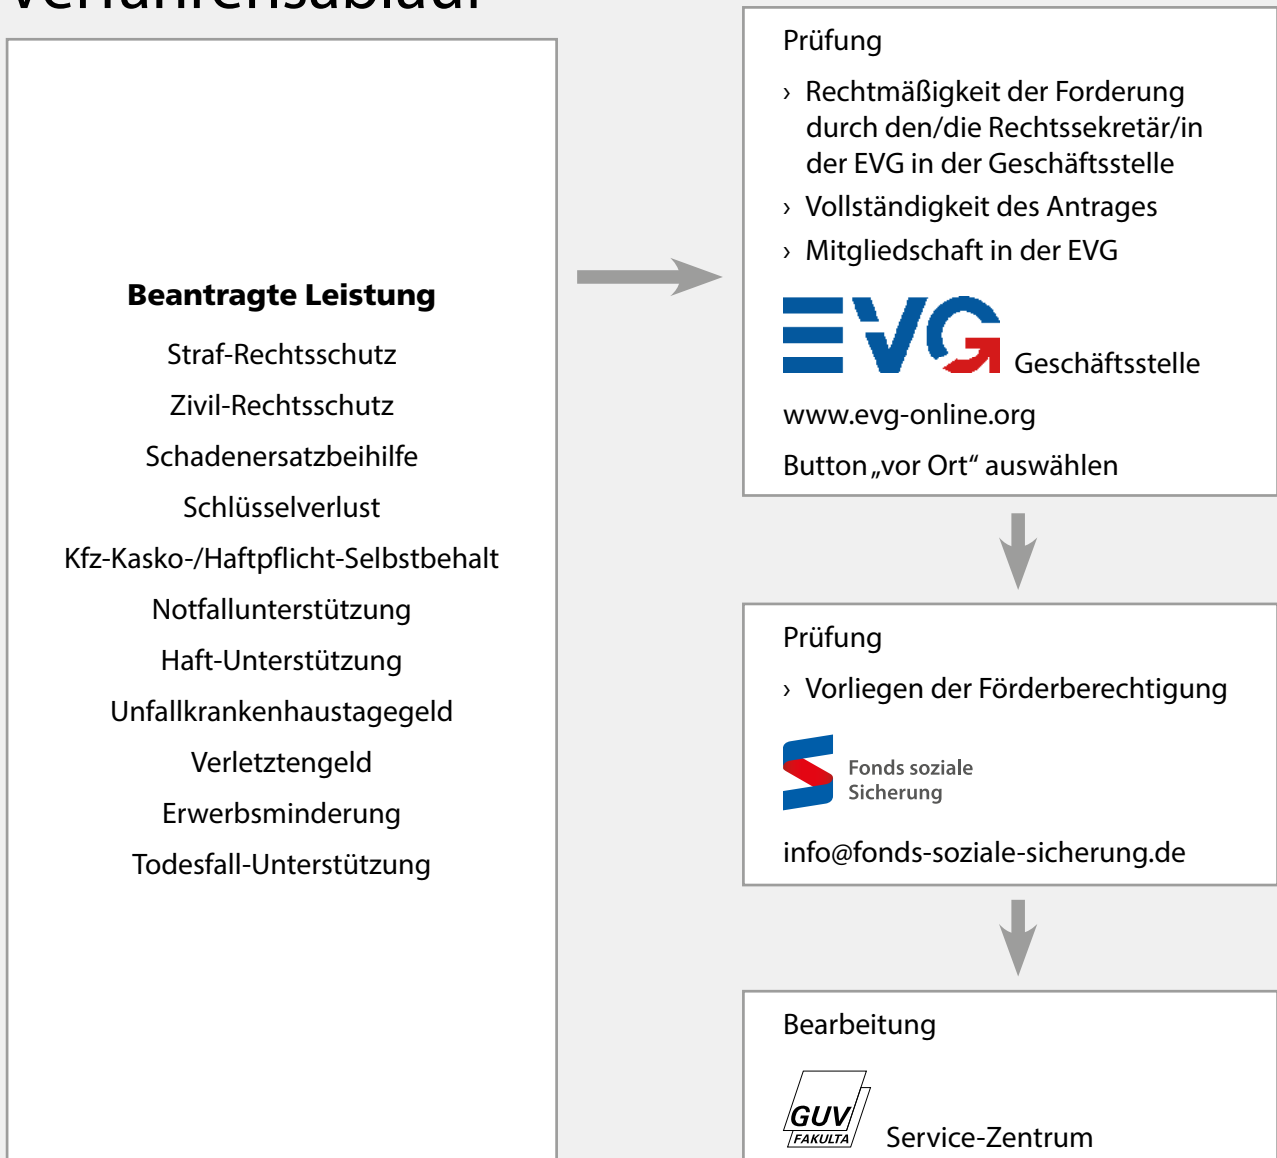 Verfahrensablauf
Beantragte Leistung
Straf-Rechtsschutz
Zivil-Rechtsschutz
Schadenersatzbeihilfe
Schlüsselverlust
Kfz-Kasko-/Haftpflicht-Selbstbehalt
Notfallunterstützung
Haft-Unterstützung
Unfallkrankenhaustagegeld
Verletztengeld
Erwerbsminderung
Todesfall-Unterstützung
Prüfung
› Rechtmäßigkeit der Forderung
durch den/die Rechtssekretär/in
der EVG in der Geschäftsstelle
› Vollständigkeit des Antrages
› Mitgliedschaft in der EVG
EVG Geschäftsstelle
www.evg-online.org
Button „vor Ort“ auswählen
Prüfung
› Vorliegen der Förderberechtigung
Fonds soziale
Sicherung
info@fonds-soziale-sicherung.de
Bearbeitung
GUV
FAKULTA
Service-Zentrum